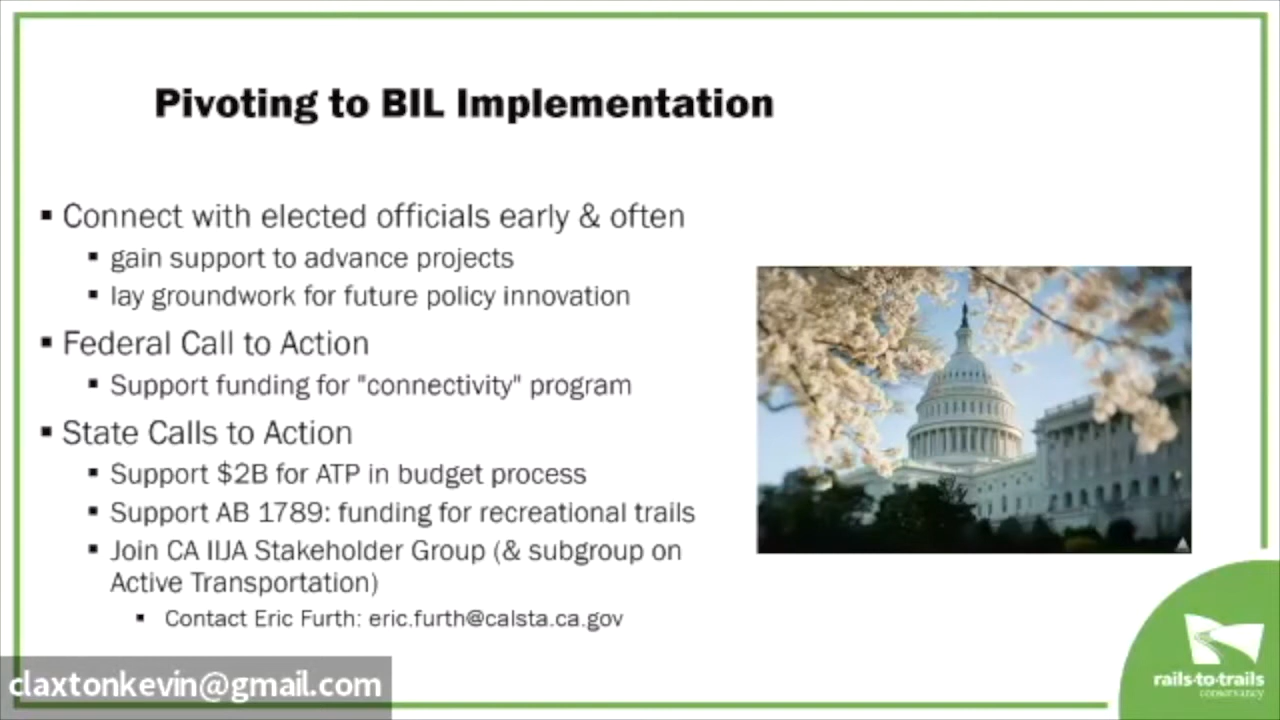 Pivoting to BIL Implementation
▪ Connect with elected officials early & often
▪ gain support to advance projects
▪ lay groundwork for future policy innovation
▪ Federal Call to Action
▪ Support funding for "connectivity" program
▪ State Calls to Action
▪ Support $2B for ATP in budget process
▪ Support AB 1789: funding for recreational trails
▪ Join CA IIJA Stakeholder Group (& subgroup on
Active Transportation)
▪ Contact Eric Furth: eric.furth@calsta.ca.gov
claxtonkevin@gmail.com
rails-to-trails
conservancy